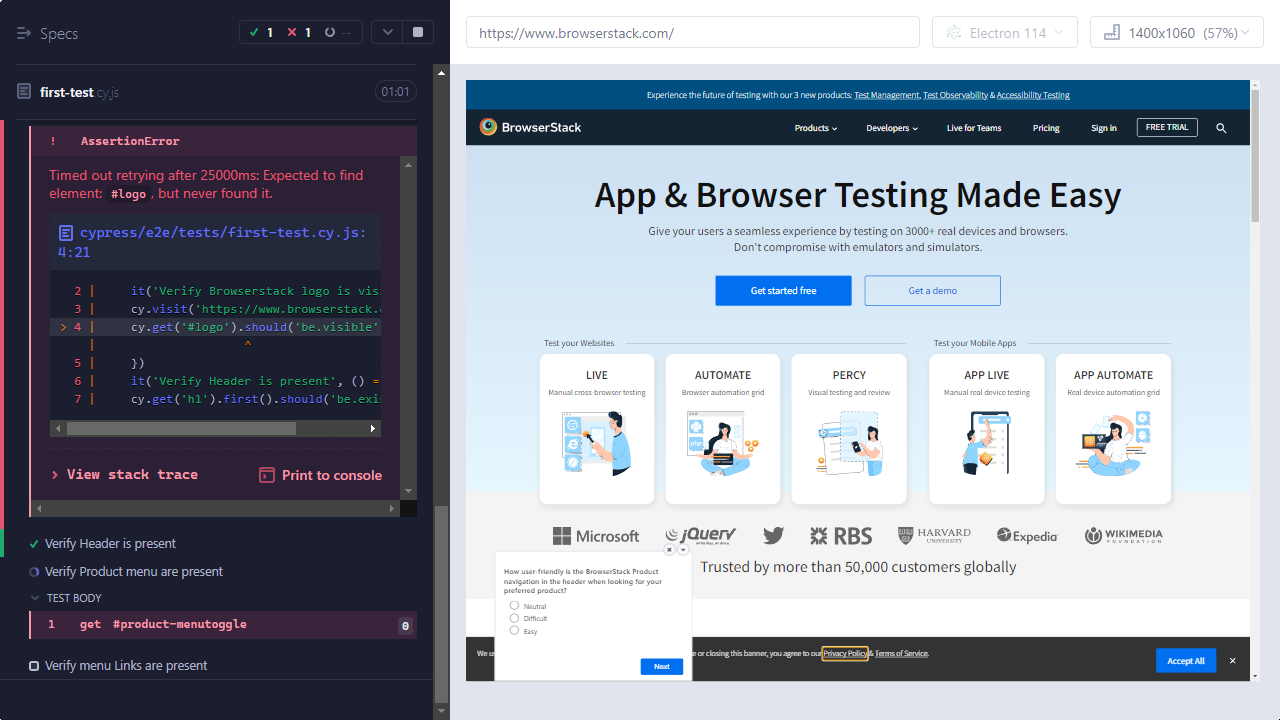 Specs
1
1
--
first-test.cy.js
01:01
! AssertionError
Timed out retrying after 25000ms: Expected to find
element: #logo, but never found it.
cypress/e2e/tests/first-test.cy.js:
4:21
2 | it('Verify Browserstack logo is vis
3 | cy.visit('https://www.browserstack.
> 4 | cy.get('#logo').should('be.visible'
| ^
5 | })
6 | it('Verify Header is present', () =
7 | cy.get('h1').first().should('be.exi
> View stack trace
Print to console
Verify Header is present
Verify Product menu are present
TEST BODY
1 get #product-menutoggle 0
Verify menu Links are present
https://www.browserstack.com/
Electron 114
1400x1060 (57%)
Experience the future of testing with our 3 new products: Test Management, Test Observability & Accessibility Testing
BrowserStack
Products
Developers
Live for Teams
Pricing
Sign in
FREE TRIAL
App & Browser Testing Made Easy
Give your users a seamless experience by testing on 3000+ real devices and browsers.
Don't compromise with emulators and simulators.
Get started free
Get a demo
Test your Websites
Test your Mobile Apps
LIVE
Manual cross browser testing
AUTOMATE
Browser automation grid
php
PERCY
Visual testing and review
APP LIVE
Manual real device testing
APP AUTOMATE
Real device automation grid
Microsoft
jQuery
RBS
HARVARD
UNIVERSITY
Expedia
WIKIMEDIA
FOUNDATION
Trusted by more than 50,000 customers globally
How user-friendly is the BrowserStack Product
navigation in the header when looking for your
preferred product?
Neutral
Difficult
Easy
Next
We us
e or closing this banner, you agree to our Privacy Policy & Terms of Service.
Accept All